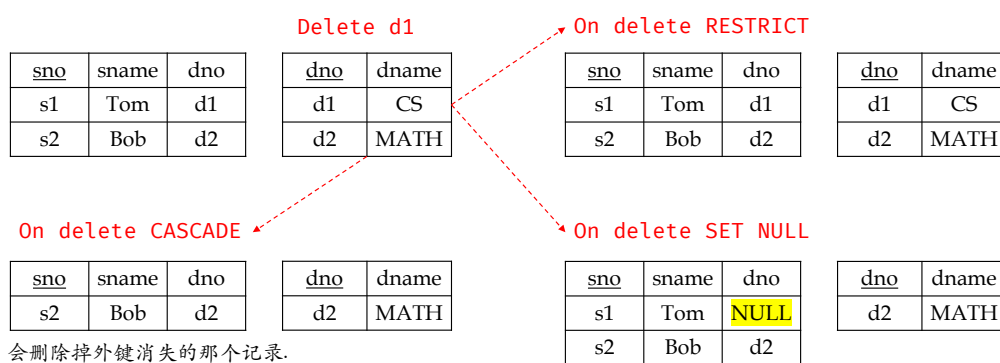 Delete d1
sno sname dno
s1 Tom d1
s2 Bob d2
dno dname
d1 CS
d2 MATH
On delete RESTRICT
sno sname dno
s1 Tom d1
s2 Bob d2
dno dname
d1 CS
d2 MATH
On delete CASCADE
sno sname dno
s2 Bob d2
dno dname
d2 MATH
会删除掉外键消失的那个记录.
On delete SET NULL
sno sname dno
s1 Tom NULL
s2 Bob d2
dno dname
d2 MATH